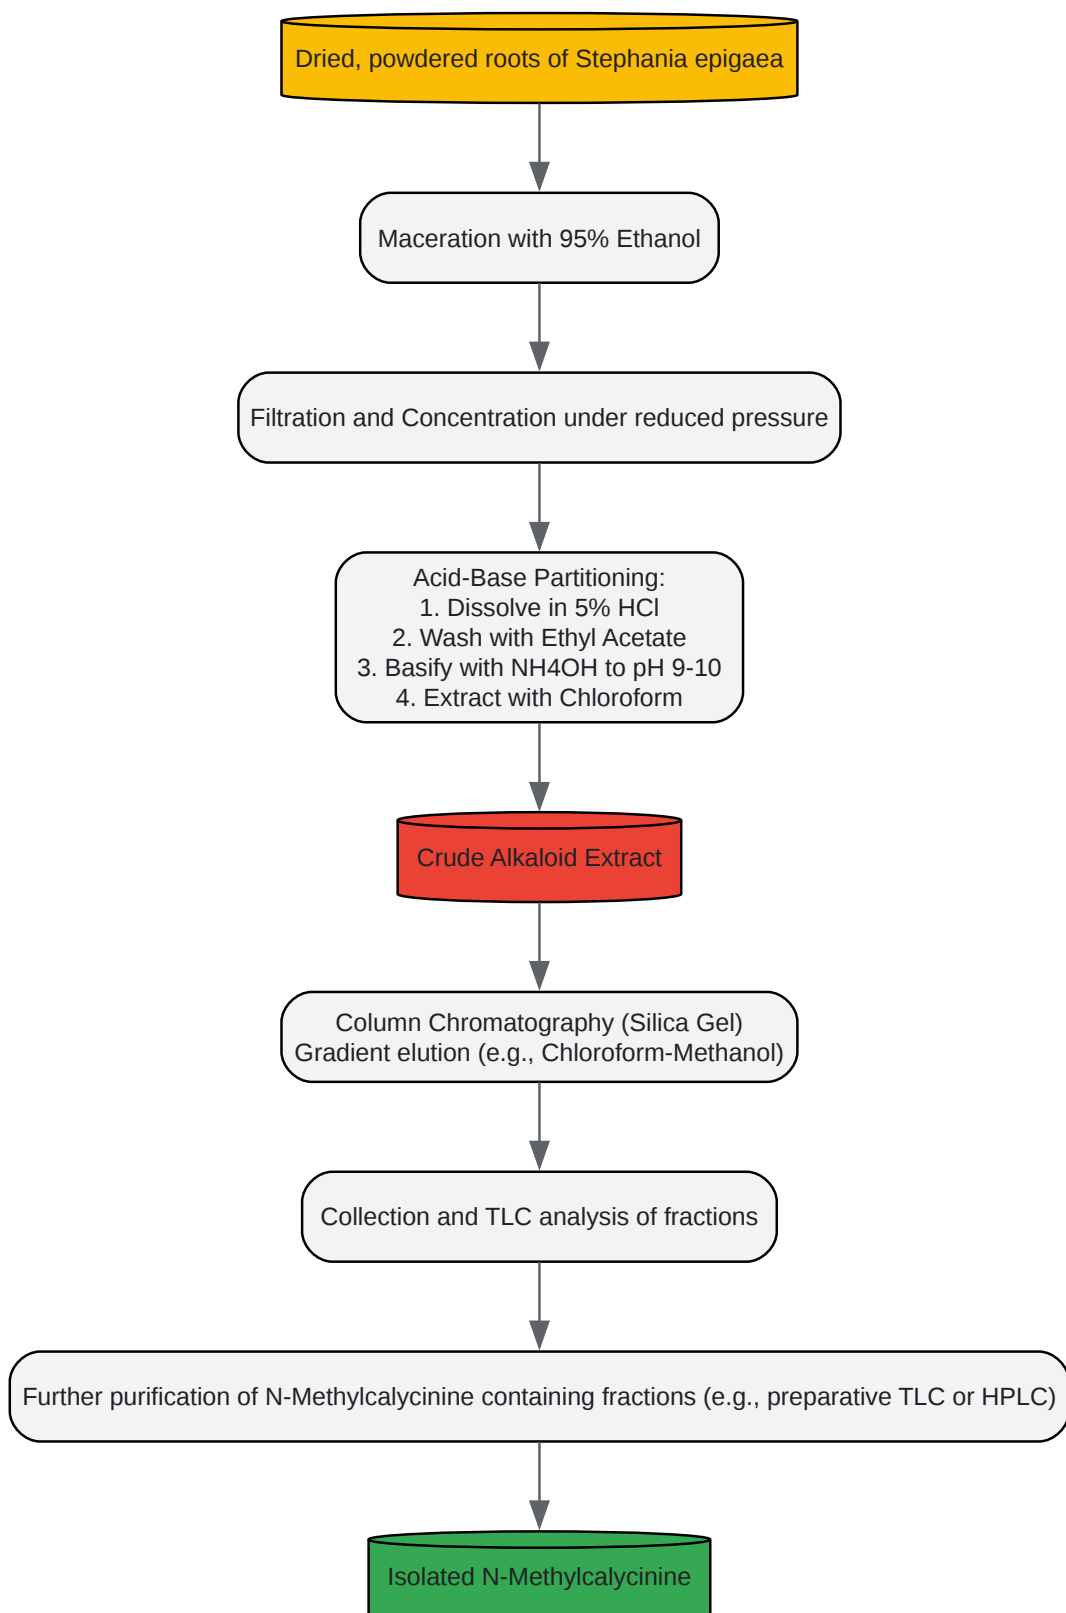 Dried, powdered roots of Stephania epigaea
Maceration with 95% Ethanol
Filtration and Concentration under reduced pressure
Acid-Base Partitioning:
1. Dissolve in 5% HCl
2. Wash with Ethyl Acetate
3. Basify with NH4OH to pH 9-10
4. Extract with Chloroform
Crude Alkaloid Extract
Column Chromatography (Silica Gel)
Gradient elution (e.g., Chloroform-Methanol)
Collection and TLC analysis of fractions
Further purification of N-Methylcalycinine containing fractions (e.g., preparative TLC or HPLC)
Isolated N-Methylcalycinine